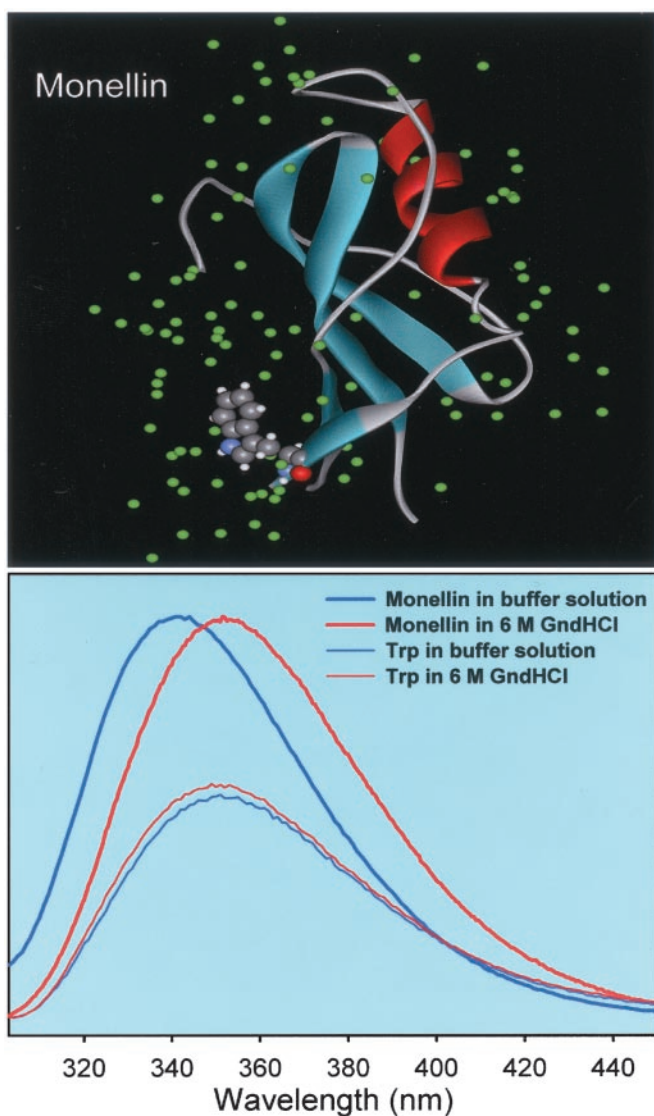 Monellin
Monellin in buffer solution
Monellin in 6 M GndHCl
Trp in buffer solution
Trp in 6 M GndHCl
320 340 360 380 400 420 440
Wavelength (nm)